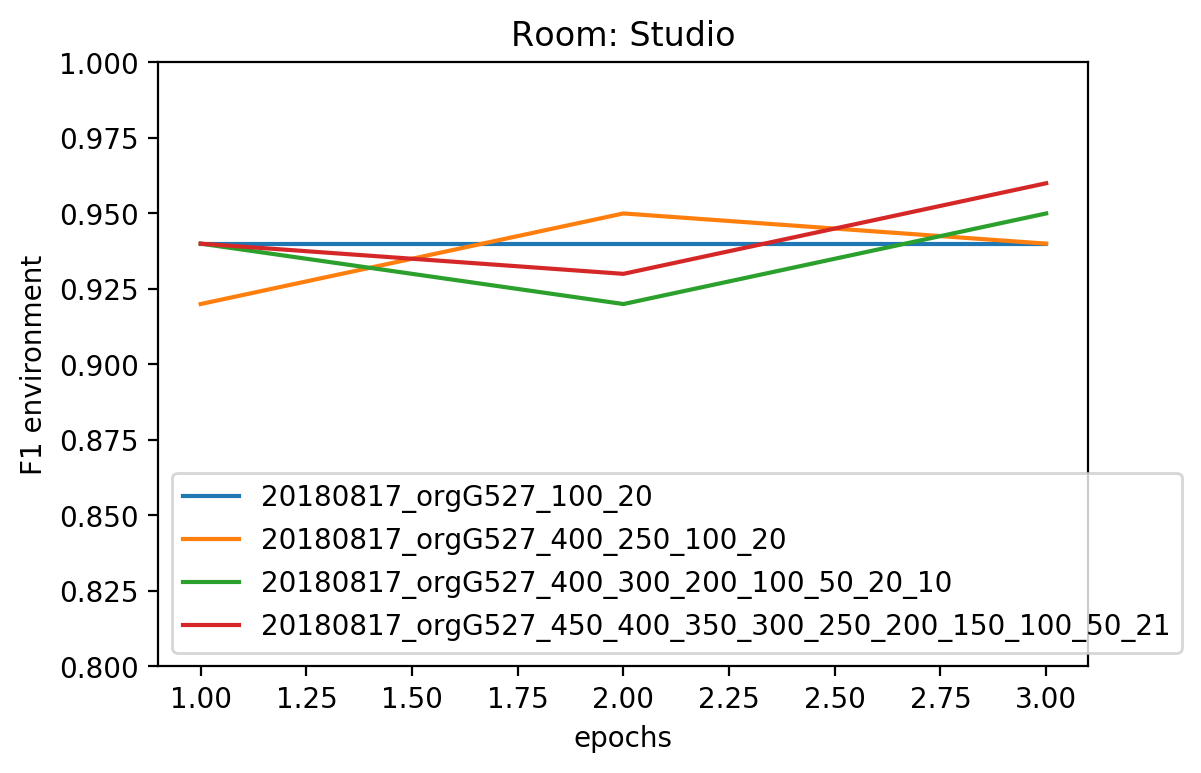 Room: Studio
1.000
0.975
0.950
0.925
0.900
0.875
0.850
0.825
0.800
F1 environment
20180817_orgG527_100_20
20180817_orgG527_400_250_100_20
20180817_orgG527_400_300_200_100_50_20_10
20180817_orgG527_450_400_350_300_250_200_150_100_50_21
1.00 1.25 1.50 1.75 2.00 2.25 2.50 2.75 3.00
epochs